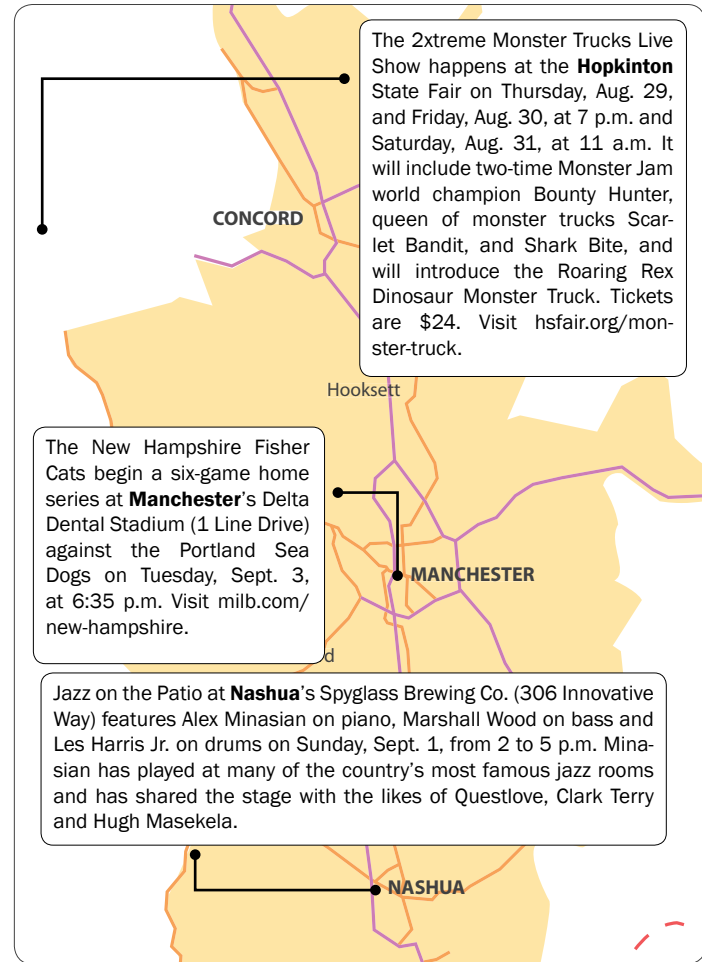 The 2xtreme Monster Trucks Live
Show happens at the Hopkinton
State Fair on Thursday, Aug. 29,
and Friday, Aug. 30, at 7 p.m. and
Saturday, Aug. 31, at 11 a.m. It
will include two-time Monster Jam
world champion Bounty Hunter,
queen of monster trucks Scar-
let Bandit, and Shark Bite, and
will introduce the Roaring Rex
Dinosaur Monster Truck. Tickets
are $24. Visit hsfair.org/mon-
ster-truck.
CONCORD
Hooksett
The New Hampshire Fisher
Cats begin a six-game home
series at Manchester's Delta
Dental Stadium (1 Line Drive)
against the Portland Sea
Dogs on Tuesday, Sept. 3,
at 6:35 p.m. Visit milb.com/
new-hampshire.
MANCHESTER
Jazz on the Patio at Nashua's Spyglass Brewing Co. (306 Innovative
Way) features Alex Minasian on piano, Marshall Wood on bass and
Les Harris Jr. on drums on Sunday, Sept. 1, from 2 to 5 p.m. Mina-
sian has played at many of the country's most famous jazz rooms
and has shared the stage with the likes of Questlove, Clark Terry
and Hugh Masekela.
NASHUA